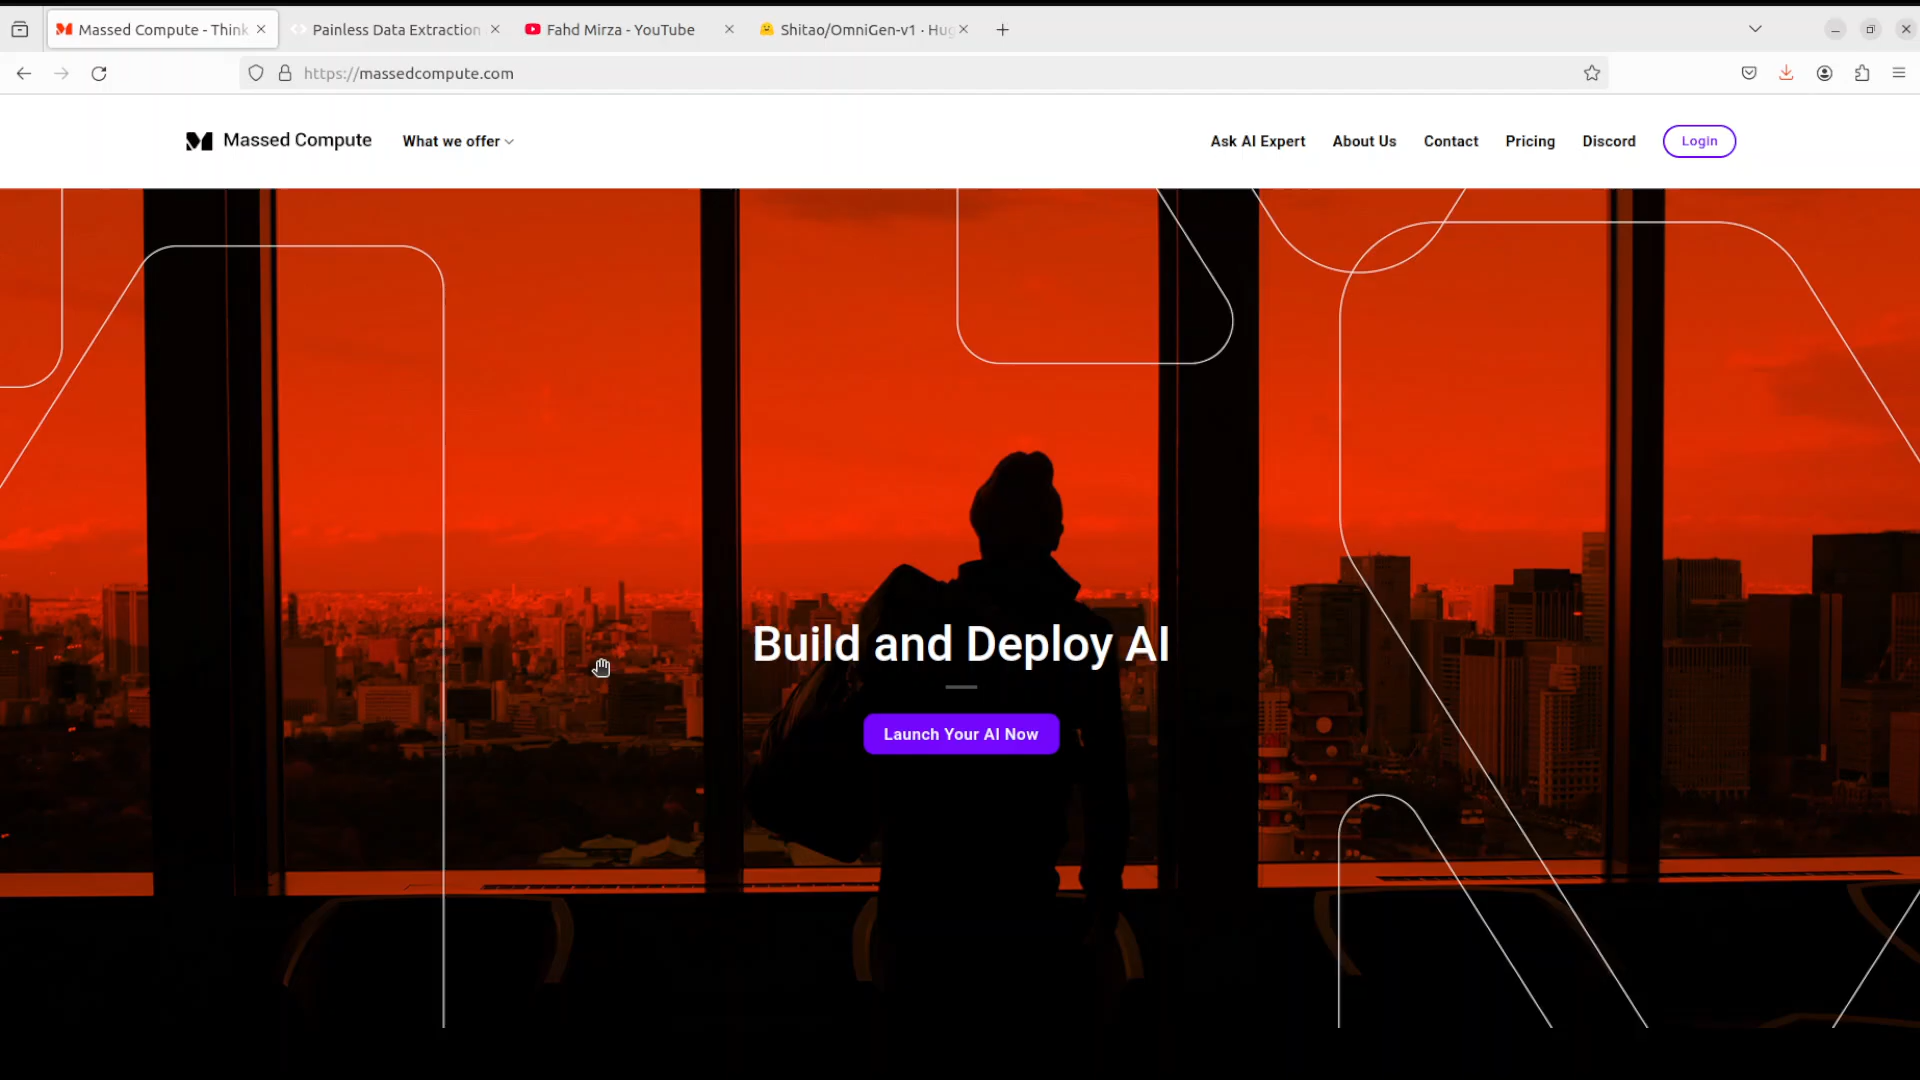 Massed Compute - Think
Painless Data Extraction
Fahd Mirza - YouTube
Shitao/OmniGen-v1 · Hug
https://massedcompute.com
Massed Compute
What we offer
Ask AI Expert
About Us
Contact
Pricing
Discord
Login
Build and Deploy AI
Launch Your AI Now